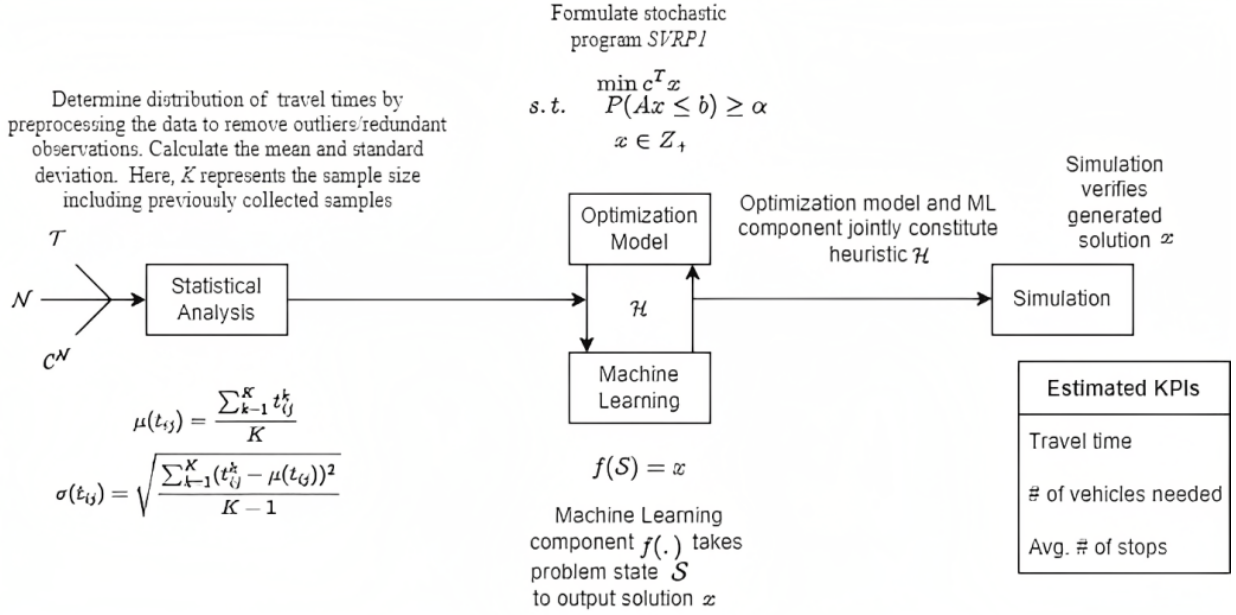 Formulate stochastic
program SVRP1
min c^T x
s.t. P(Ax ≤ b) ≥ α
x ∈ Z_+
Determine distribution of travel times by
preprocessing the data to remove outliers/redundant
observations. Calculate the mean and standard
deviation. Here, K represents the sample size
including previously collected samples
𝒯
𝒩
C^𝒩
Statistical
Analysis
μ(t_ij) = ∑_{k-1}^K t_ij^k / K
σ(t_ij) = √(∑_{k-1}^K (t_ij^k − μ(t_ij))² / K − 1)
Optimization
Model
ℋ
Machine
Learning
f(𝒮) = x
Machine Learning
component f(.) takes
problem state 𝒮
to output solution x
Optimization model and ML
component jointly constitute
heuristic ℋ
Simulation
verifies
generated
solution x
Simulation
Estimated KPIs
Travel time
# of vehicles needed
Avg. # of stops